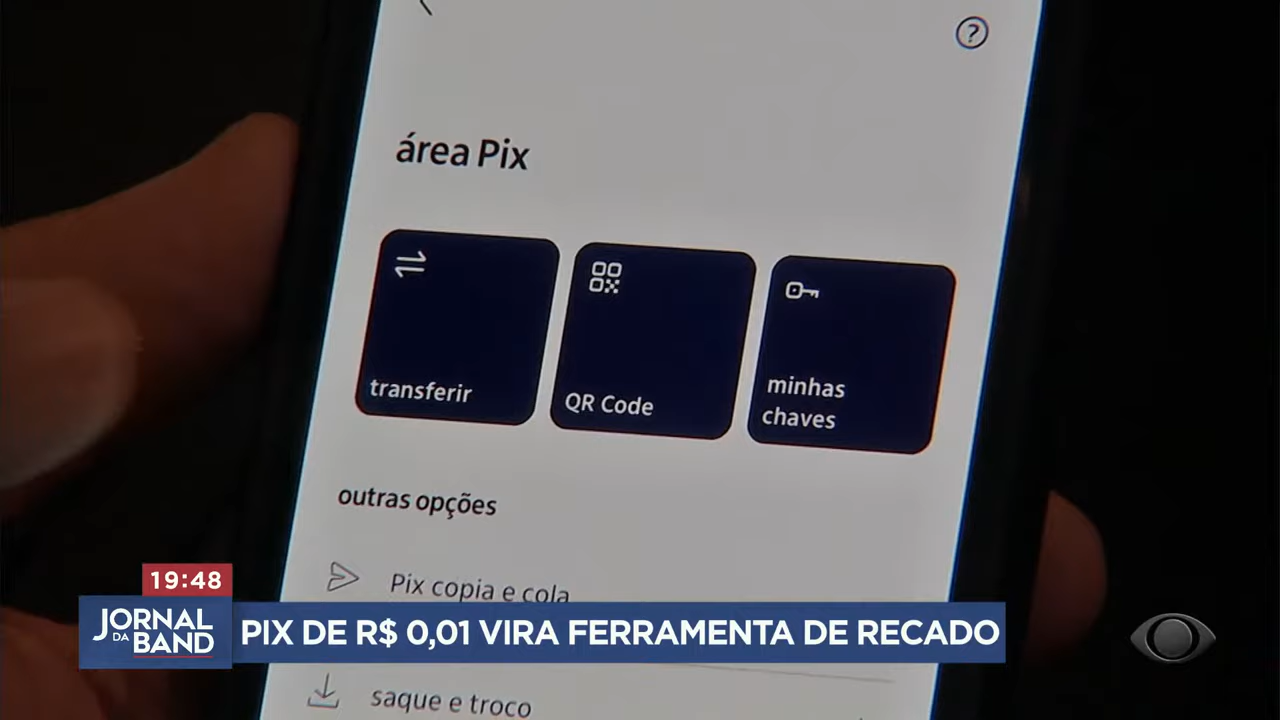 ?
área Pix
transferir
QR Code
minhas
chaves
outras opções
Pix copia e cola
19:48
JORNAL
DA BAND
PIX DE R$ 0,01 VIRA FERRAMENTA DE RECADO
saque e troco